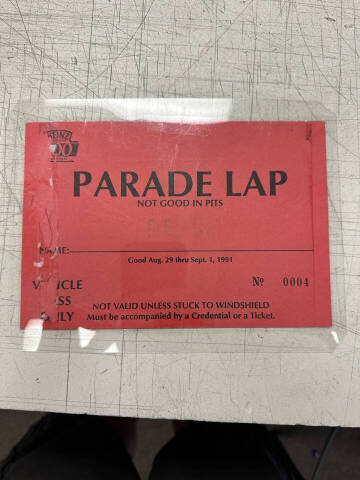 HEINZ
PARADE LAP
NOT GOOD IN PITS
NAME:
Good Aug. 29 thru Sept. 1, 1991
Nº 0004
NOT VALID UNLESS STUCK TO WINDSHIELD
Must be accompanied by a Credential or a Ticket.